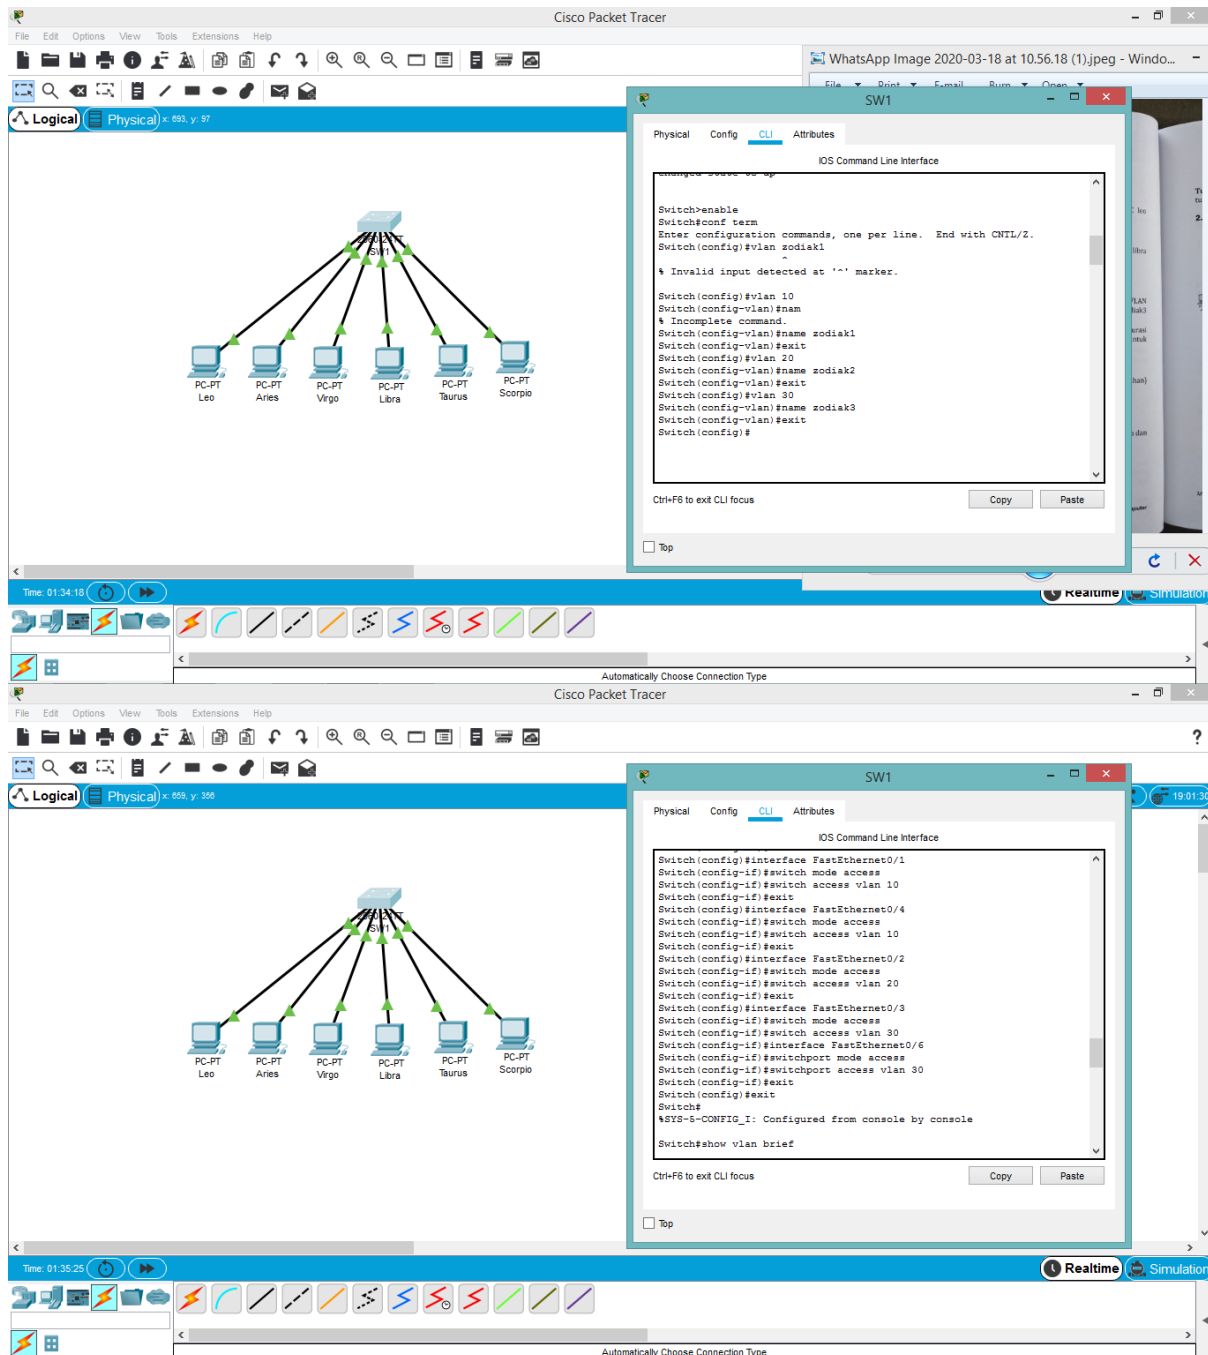 Cisco Packet Tracer
File Edit Options View Tools Extensions Help
WhatsApp Image 2020-03-18 at 10.56.18 (1).jpeg - Windo...
File Print E-mail Burn Open
Logical Physical x: 693, y: 97
SW1
Physical Config CLI Attributes
IOS Command Line Interface
changed state to up
Switch>enable
Switch#conf term
Enter configuration commands, one per line. End with CNTL/Z.
Switch(config)#vlan zodiak1
^
% Invalid input detected at '^' marker.
Switch(config)#vlan 10
Switch(config-vlan)#nam
% Incomplete command.
Switch(config-vlan)#name zodiak1
Switch(config-vlan)#exit
Switch(config)#vlan 20
Switch(config-vlan)#name zodiak2
Switch(config-vlan)#exit
Switch(config)#vlan 30
Switch(config-vlan)#name zodiak3
Switch(config-vlan)#exit
Switch(config)#
Ctrl+F6 to exit CLI focus
Copy Paste
Top
2960-24TT
SW1
PC-PT PC-PT PC-PT PC-PT PC-PT PC-PT
Leo Aries Virgo Libra Taurus Scorpio
Time: 01:34:18
Realtime Simulation
Automatically Choose Connection Type
Cisco Packet Tracer
File Edit Options View Tools Extensions Help
?
Logical Physical x: 659, y: 356
19:01:30
SW1
Physical Config CLI Attributes
IOS Command Line Interface
Switch(config)#interface FastEthernet0/1
Switch(config-if)#switch mode access
Switch(config-if)#switch access vlan 10
Switch(config-if)#exit
Switch(config)#interface FastEthernet0/4
Switch(config-if)#switch mode access
Switch(config-if)#switch access vlan 10
Switch(config-if)#exit
Switch(config)#interface FastEthernet0/2
Switch(config-if)#switch mode access
Switch(config-if)#switch access vlan 20
Switch(config-if)#exit
Switch(config)#interface FastEthernet0/3
Switch(config-if)#switch mode access
Switch(config-if)#switch access vlan 30
Switch(config-if)#interface FastEthernet0/6
Switch(config-if)#switchport mode access
Switch(config-if)#switchport access vlan 30
Switch(config-if)#exit
Switch(config)#exit
Switch#
%SYS-5-CONFIG_I: Configured from console by console
Switch#show vlan brief
Ctrl+F6 to exit CLI focus
Copy Paste
Top
2960-24TT
SW1
PC-PT PC-PT PC-PT PC-PT PC-PT PC-PT
Leo Aries Virgo Libra Taurus Scorpio
Time: 01:35:25
Realtime Simulation
Automatically Choose Connection Type